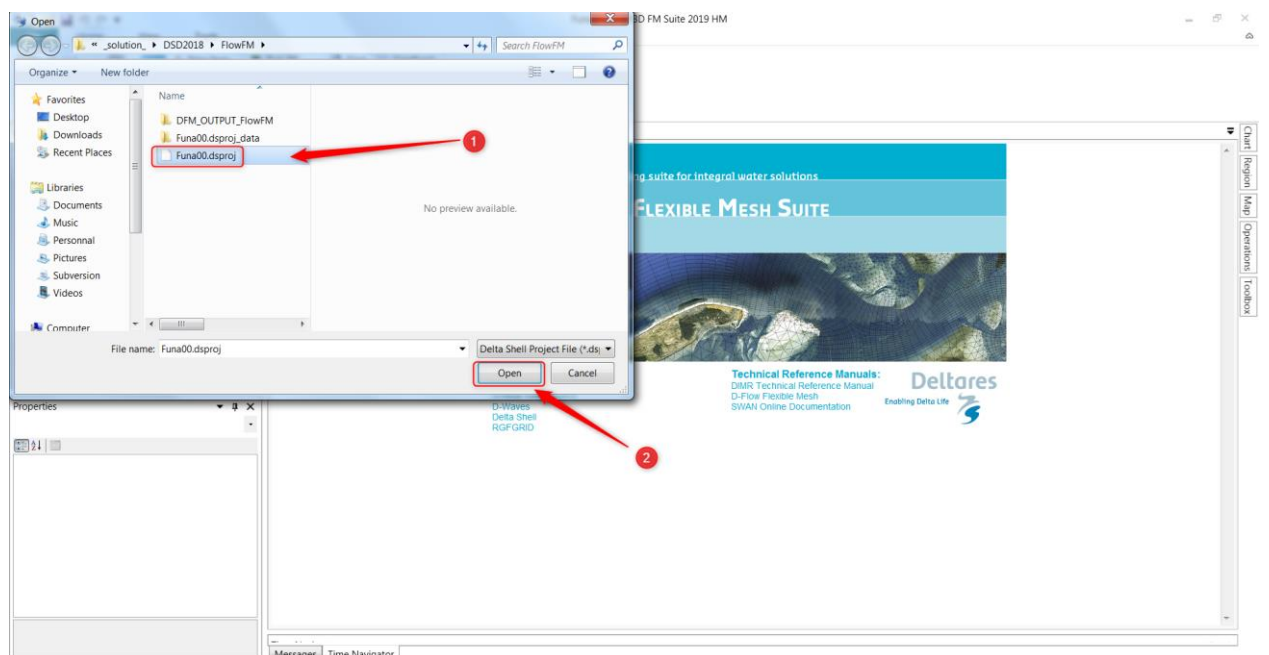 Open
3D FM Suite 2019 HM
« _solution_ ▸ DSD2018 ▸ FlowFM ▸
Search FlowFM
Organize
New folder
Favorites
Desktop
Downloads
Recent Places
Libraries
Documents
Music
Personnal
Pictures
Subversion
Videos
Computer
Name
DFM_OUTPUT_FlowFM
Funa00.dsproj_data
Funa00.dsproj
1
No preview available.
File name: Funa00.dsproj
Delta Shell Project File (*.ds
Open
Cancel
2
ng suite for integral water solutions
FLEXIBLE MESH SUITE
D-Waves
Delta Shell
RGFGRID
Technical Reference Manuals:
DIMR Technical Reference Manual
D-Flow Flexible Mesh
SWAN Online Documentation
Deltares
Enabling Delta Life
Chart
Region
Map
Operations
Toolbox
Properties
Messages
Time Navigator